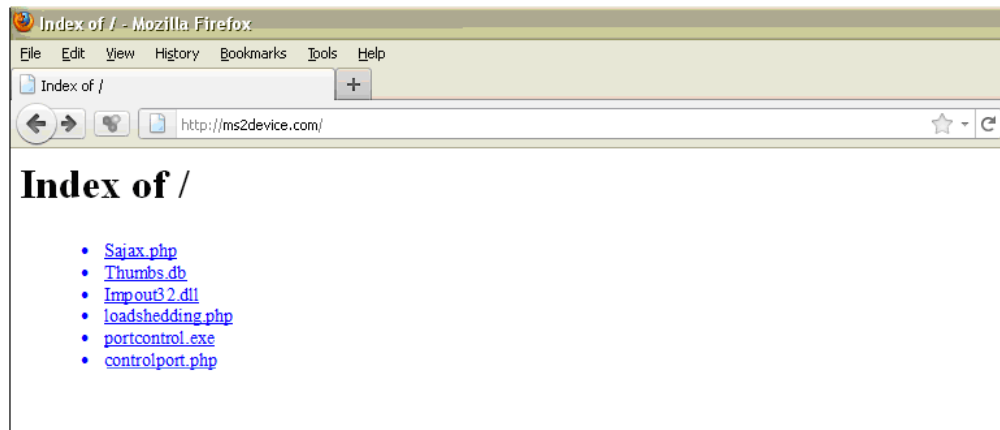 Index of / - Mozilla Firefox
File Edit View History Bookmarks Tools Help
Index of / +
http://ms2device.com/
Index of /
Sajax.php
Thumbs.db
Impout32.dll
loadshedding.php
portcontrol.exe
controlport.php